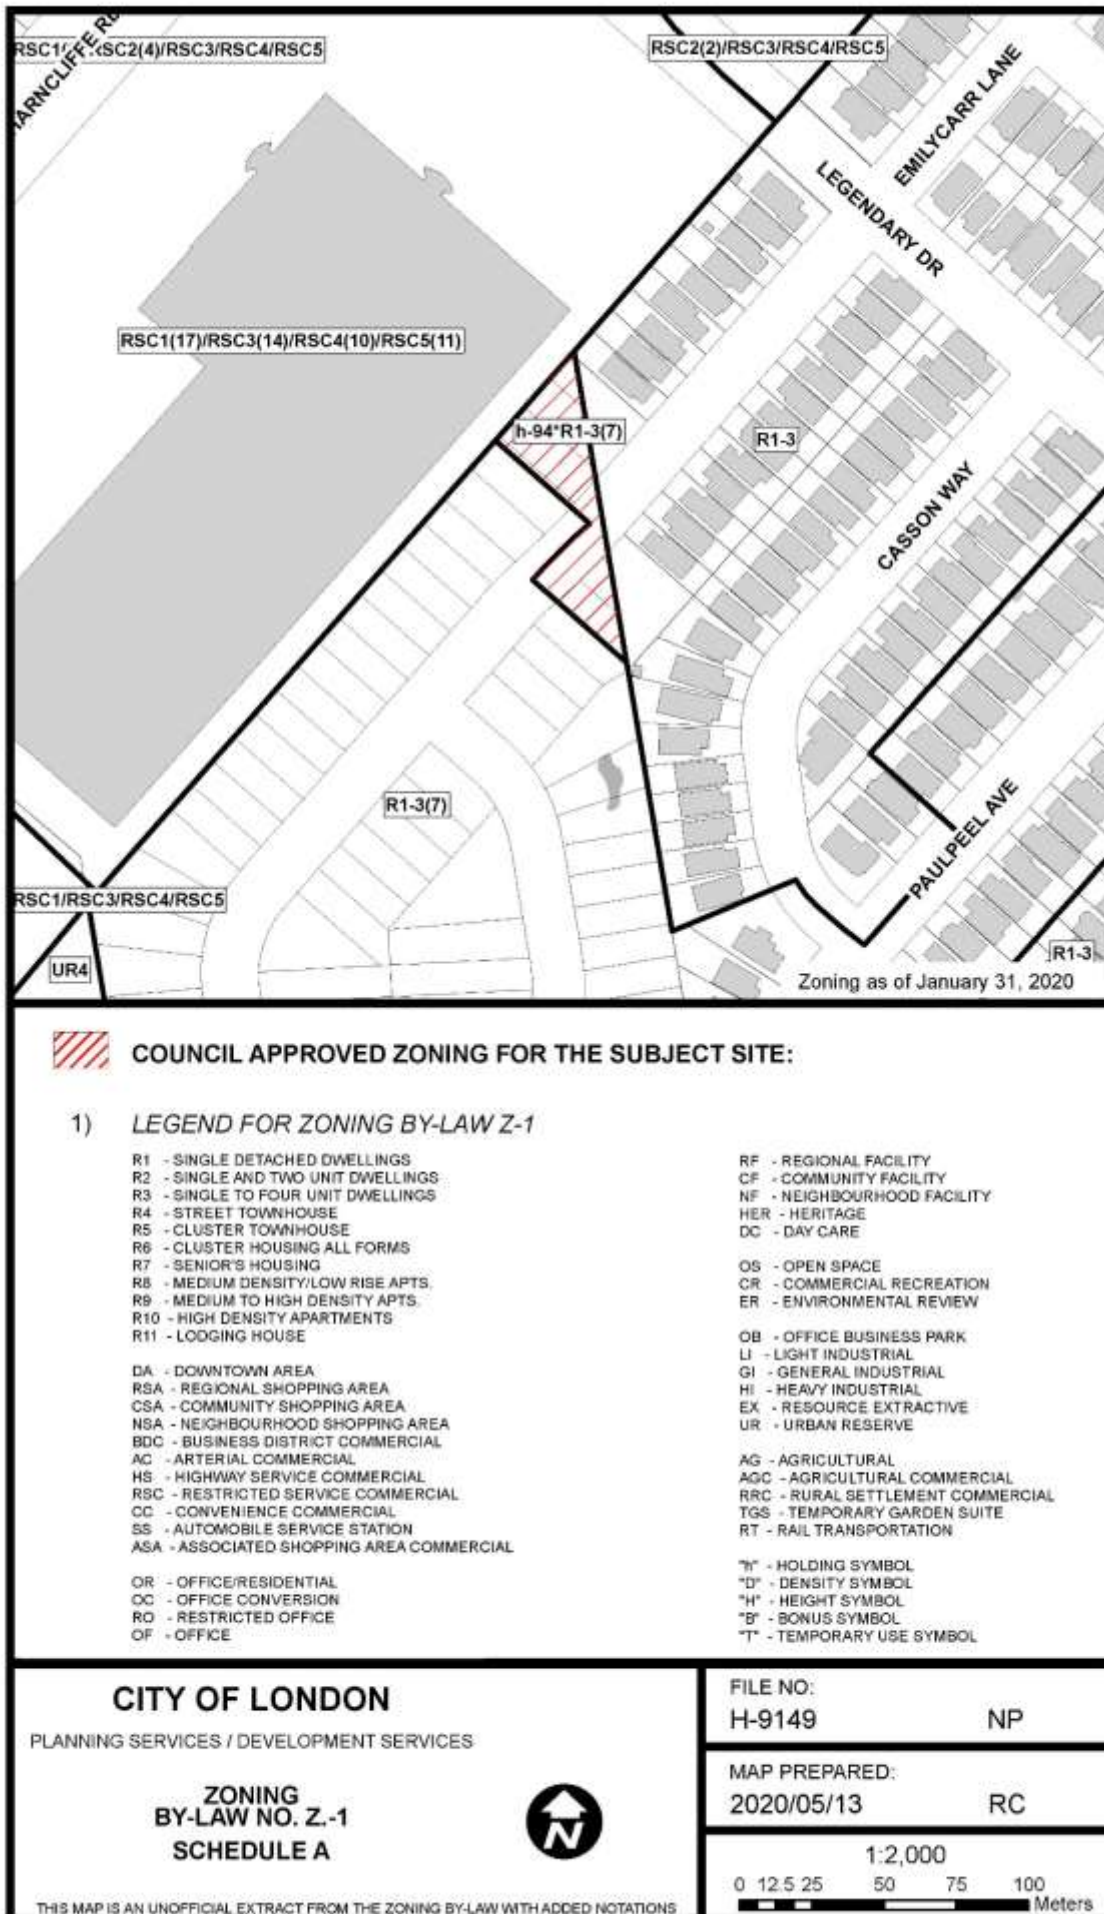 RSC2(4)/RSC3/RSC4/RSC5
RSC2(2)/RSC3/RSC4/RSC5
EMILYCARR LANE
LEGENDARY DR
RSC1(17)/RSC3(14)/RSC4(10)/RSC5(11)
h-94*R1-3(7)
R1-3
CASSON WAY
R1-3(7)
PAULPEEL AVE
RSC1/RSC3/RSC4/RSC5
UR4
R1-3
Zoning as of January 31, 2020
COUNCIL APPROVED ZONING FOR THE SUBJECT SITE:
1) LEGEND FOR ZONING BY-LAW Z-1
R1 - SINGLE DETACHED DWELLINGS
R2 - SINGLE AND TWO UNIT DWELLINGS
R3 - SINGLE TO FOUR UNIT DWELLINGS
R4 - STREET TOWNHOUSE
R5 - CLUSTER TOWNHOUSE
R6 - CLUSTER HOUSING ALL FORMS
R7 - SENIOR'S HOUSING
R8 - MEDIUM DENSITY/LOW RISE APTS.
R9 - MEDIUM TO HIGH DENSITY APTS.
R10 - HIGH DENSITY APARTMENTS
R11 - LODGING HOUSE
DA - DOWNTOWN AREA
RSA - REGIONAL SHOPPING AREA
CSA - COMMUNITY SHOPPING AREA
NSA - NEIGHBOURHOOD SHOPPING AREA
BDC - BUSINESS DISTRICT COMMERCIAL
AC - ARTERIAL COMMERCIAL
HS - HIGHWAY SERVICE COMMERCIAL
RSC - RESTRICTED SERVICE COMMERCIAL
CC - CONVENIENCE COMMERCIAL
SS - AUTOMOBILE SERVICE STATION
ASA - ASSOCIATED SHOPPING AREA COMMERCIAL
OR - OFFICE/RESIDENTIAL
OC - OFFICE CONVERSION
RO - RESTRICTED OFFICE
OF - OFFICE
RF - REGIONAL FACILITY
CF - COMMUNITY FACILITY
NF - NEIGHBOURHOOD FACILITY
HER - HERITAGE
DC - DAY CARE
OS - OPEN SPACE
CR - COMMERCIAL RECREATION
ER - ENVIRONMENTAL REVIEW
OB - OFFICE BUSINESS PARK
LI - LIGHT INDUSTRIAL
GI - GENERAL INDUSTRIAL
HI - HEAVY INDUSTRIAL
EX - RESOURCE EXTRACTIVE
UR - URBAN RESERVE
AG - AGRICULTURAL
AGC - AGRICULTURAL COMMERCIAL
RRC - RURAL SETTLEMENT COMMERCIAL
TGS - TEMPORARY GARDEN SUITE
RT - RAIL TRANSPORTATION
"h" - HOLDING SYMBOL
"D" - DENSITY SYMBOL
"H" - HEIGHT SYMBOL
"B" - BONUS SYMBOL
"T" - TEMPORARY USE SYMBOL
CITY OF LONDON
PLANNING SERVICES / DEVELOPMENT SERVICES
ZONING
BY-LAW NO. Z.-1
SCHEDULE A
N
THIS MAP IS AN UNOFFICIAL EXTRACT FROM THE ZONING BY-LAW WITH ADDED NOTATIONS
FILE NO:
H-9149 NP
MAP PREPARED:
2020/05/13 RC
1:2,000
0 12.5 25 50 75 100
Meters